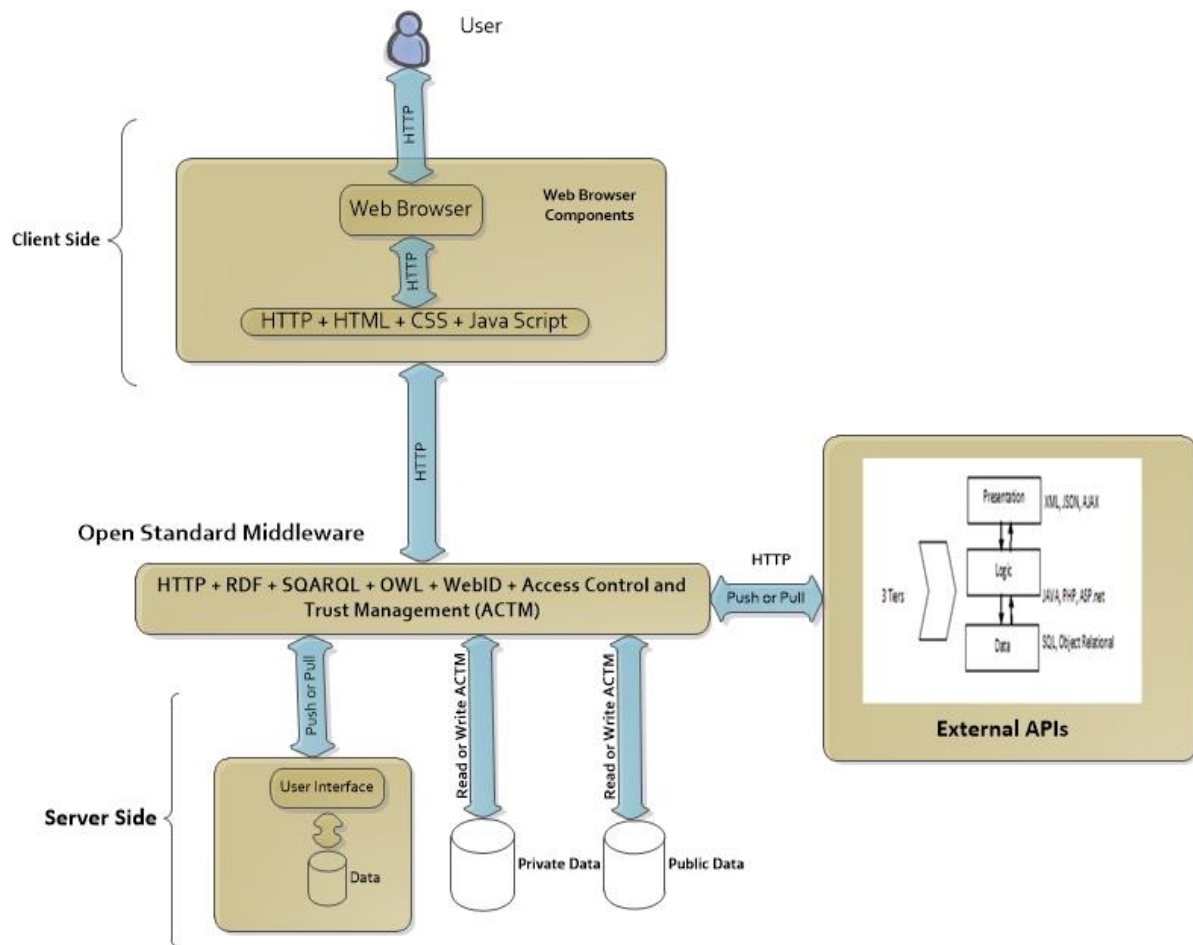 User
HTTP
Web Browser
Components
Web Browser
Client Side
HTTP
HTTP + HTML + CSS + Java Script
HTTP
Open Standard Middleware
HTTP + RDF + SQARQL + OWL + WebID + Access Control and
Trust Management (ACTM)
HTTP
Push or Pull
Presentation
XML, JSON, AJAX
3 Tiers
Logic
JAVA, PHP, ASP.net
Data
SQL, Object Relational
External APIs
Push or Pull
Read or Write ACTM
Read or Write ACTM
Server Side
User Interface
Data
Private Data
Public Data